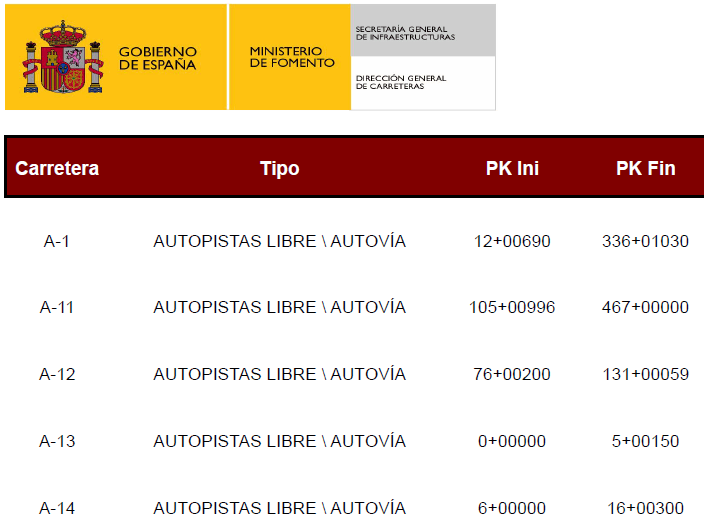 GOBIERNO
DE ESPAÑA
MINISTERIO
DE FOMENTO
SECRETARÍA GENERAL
DE INFRAESTRUCTURAS
DIRECCIÓN GENERAL
DE CARRETERAS
Carretera Tipo PK Ini PK Fin
A-1 AUTOPISTAS LIBRE \ AUTOVÍA 12+00690 336+01030
A-11 AUTOPISTAS LIBRE \ AUTOVÍA 105+00996 467+00000
A-12 AUTOPISTAS LIBRE \ AUTOVÍA 76+00200 131+00059
A-13 AUTOPISTAS LIBRE \ AUTOVÍA 0+00000 5+00150
A-14 AUTOPISTAS LIBRE \ AUTOVÍA 6+00000 16+00300